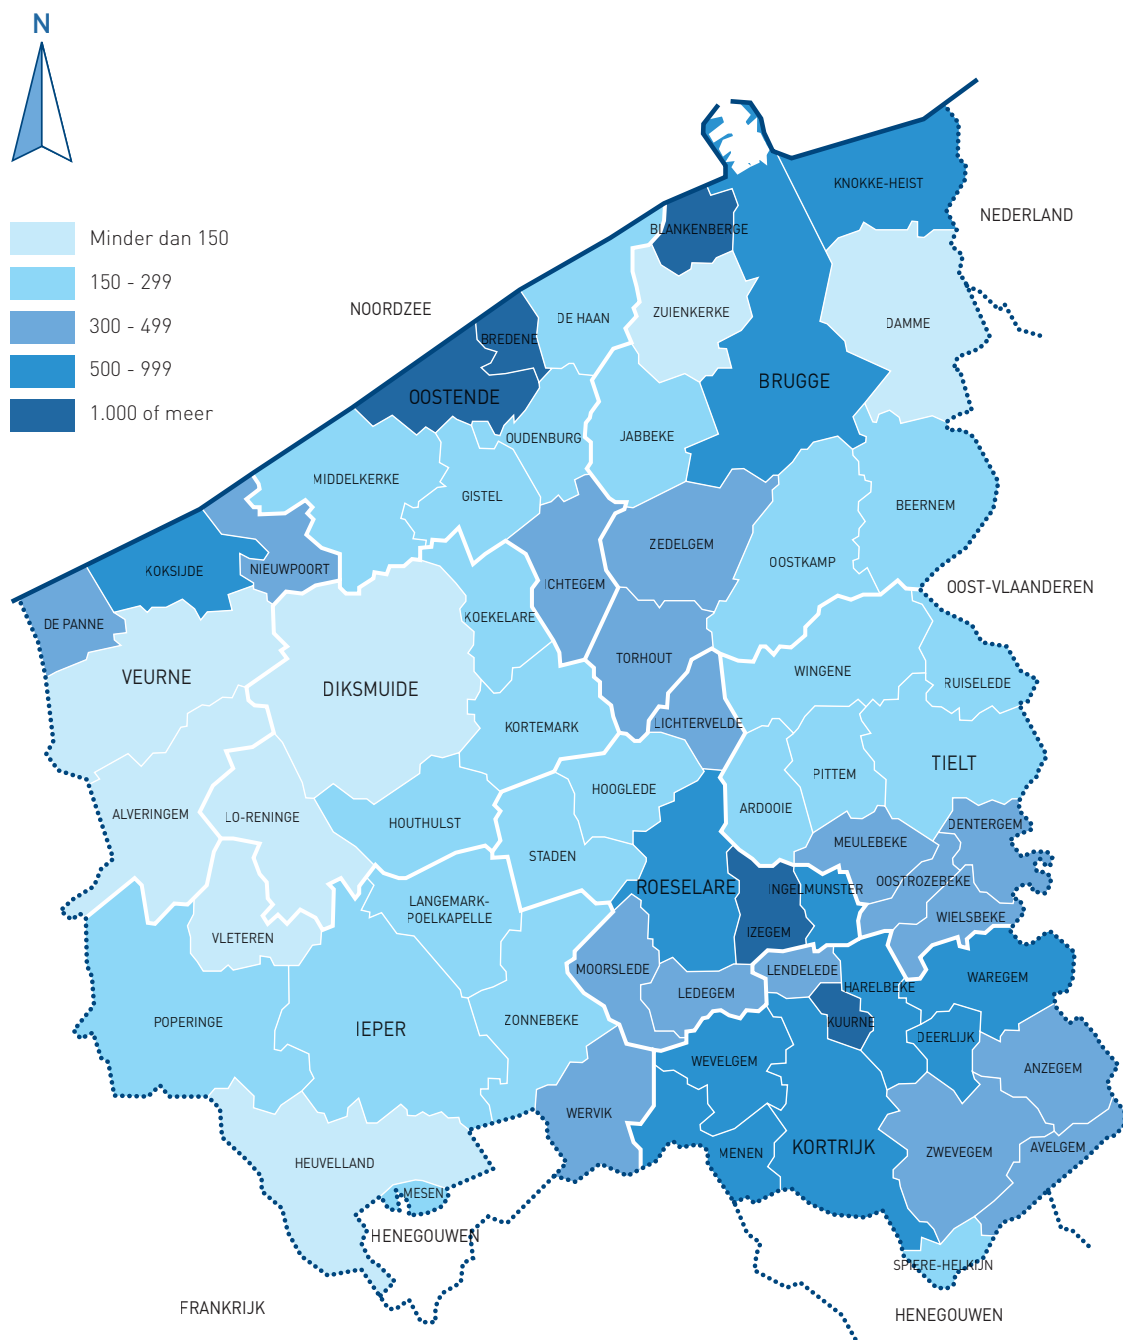 N
Minder dan 150
150 - 299
300 - 499
500 - 999
1.000 of meer
NOORDZEE
NEDERLAND
OOST-VLAANDEREN
KNOKKE-HEIST
BLANKENBERGE
ZUIENKERKE
DAMME
DE HAAN
BREDENE
OOSTENDE
BRUGGE
OUDENBURG
JABBEKE
MIDDELKERKE
GISTEL
BEERNEM
ZEDELGEM
OOSTKAMP
KOKSIJDE
NIEUWPOORT
ICHTEGEM
DE PANNE
KOEKELARE
VEURNE
DIKSMUIDE
TORHOUT
WINGENE
RUISELEDE
KORTEMARK
LICHTERVELDE
TIELT
PITTEM
HOOGLEDE
ARDOOIE
ALVERINGEM
LO-RENINGE
HOUTHULST
STADEN
MEULEBEKE
DENTERGEM
ROESELARE
INGELMUNSTER
OOSTROZEBEKE
LANGEMARK-
POELKAPELLE
WIELSBEKE
VLETEREN
IZEGEM
MOORSLEDE
LENDELEDE
LEDEGEM
HARELBEKE
WAREGEM
POPERINGE
IEPER
ZONNEBEKE
KUURNE
DEERLIJK
WEVELGEM
ANZEGEM
WERVIK
MENEN
KORTRIJK
ZWEVEGEM
AVELGEM
HEUVELLAND
MESEN
HENEGOUWEN
SPIERE-HELKIJN
FRANKRIJK
HENEGOUWEN